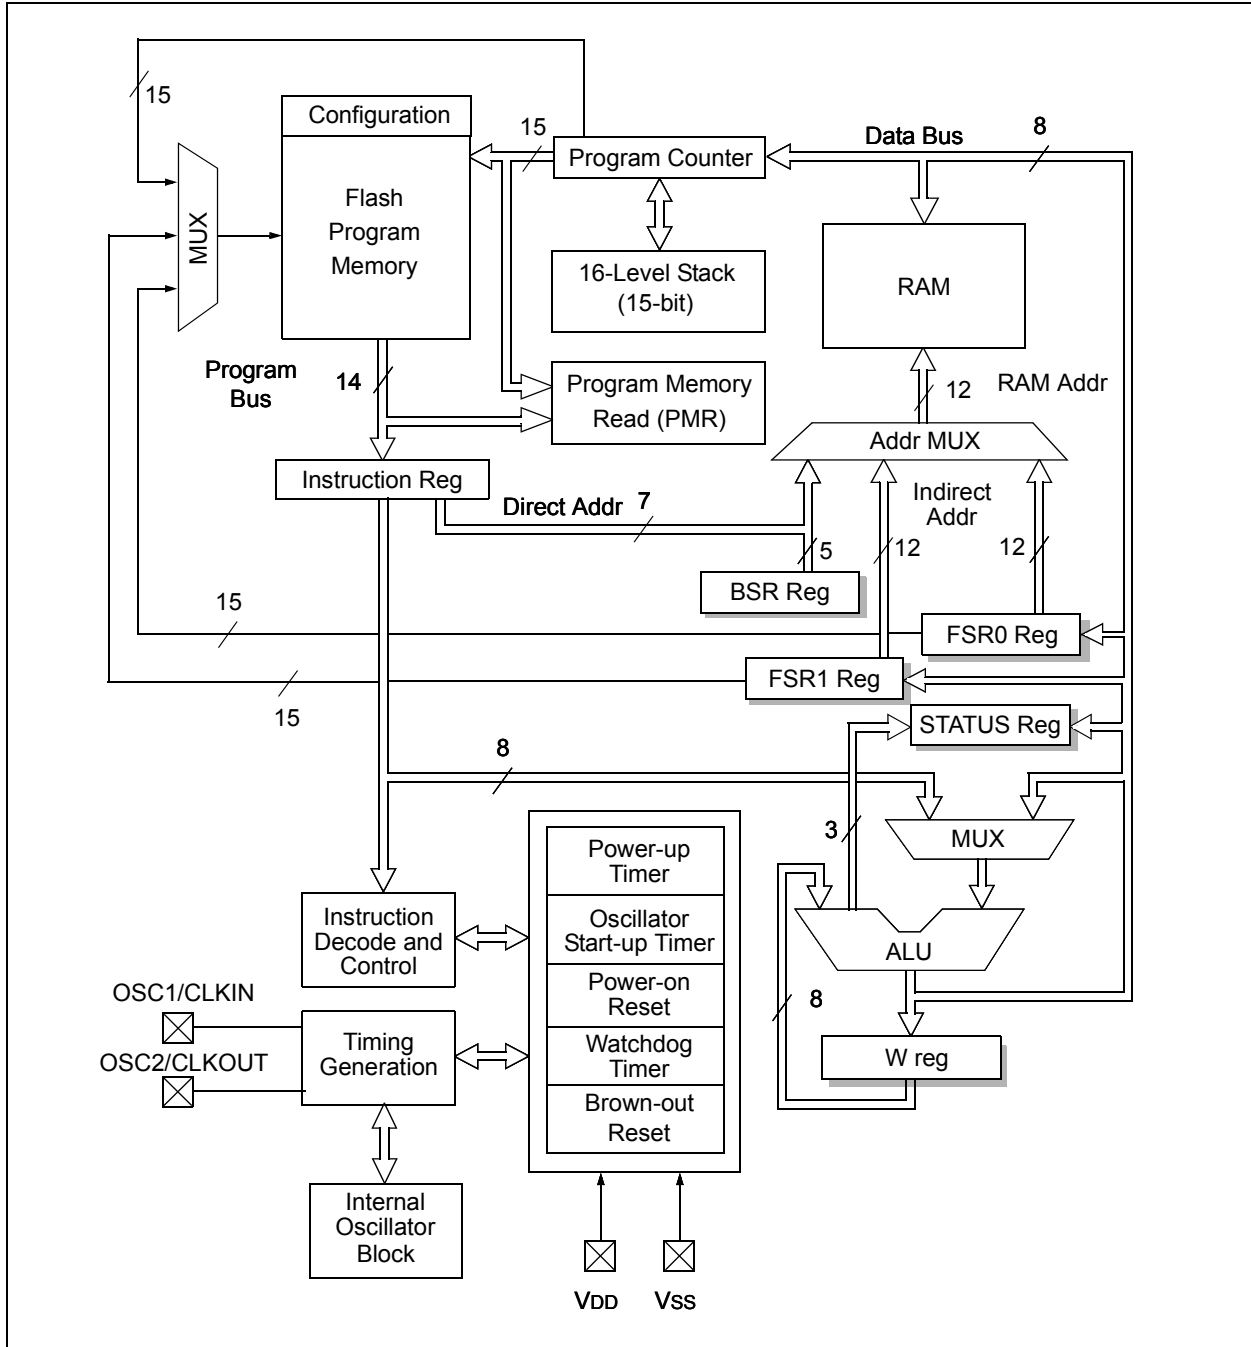 15
Configuration
Flash
Program
Memory
MUX
15
Program Counter
Data Bus
8
16-Level Stack
(15-bit)
RAM
Program
Bus
14
Program Memory
Read (PMR)
12
RAM Addr
Addr MUX
Instruction Reg
Direct Addr
7
Indirect
Addr
5
12
12
BSR Reg
15
FSR0 Reg
FSR1 Reg
15
STATUS Reg
8
3
MUX
Power-up
Timer
Oscillator
Start-up Timer
Power-on
Reset
Watchdog
Timer
Brown-out
Reset
Instruction
Decode and
Control
ALU
8
OSC1/CLKIN
OSC2/CLKOUT
Timing
Generation
W reg
Internal
Oscillator
Block
VDD
VSS